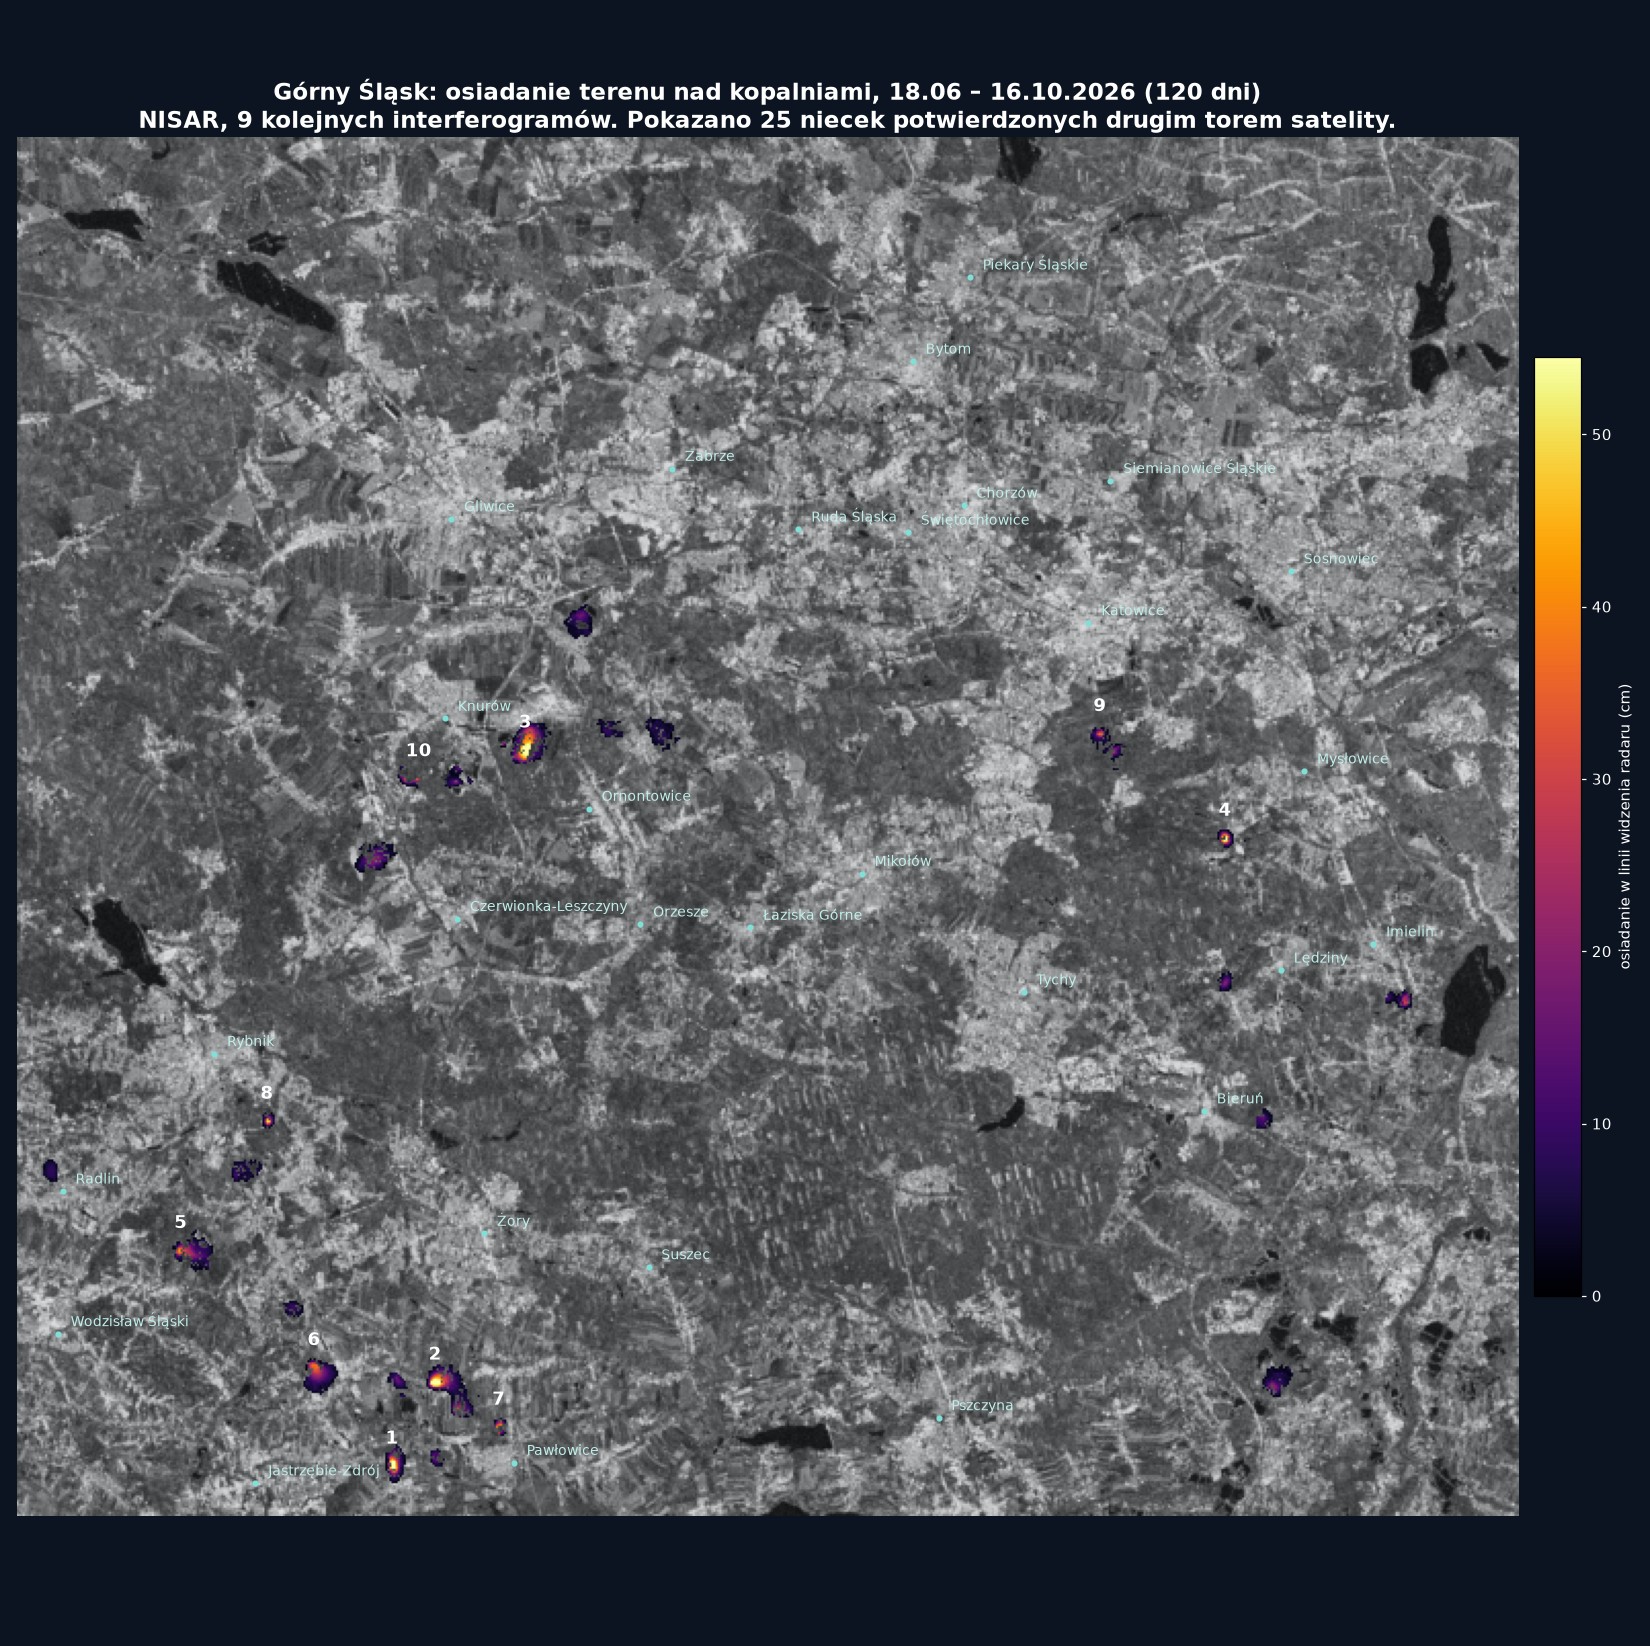 Górny Śląsk: osiadanie terenu nad kopalniami, 18.06 – 16.10.2026 (120 dni)
NISAR, 9 kolejnych interferogramów. Pokazano 25 niecek potwierdzonych drugim torem satelity.
Piekary Śląskie
Bytom
Zabrze
Siemianowice Śląskie
Chorzów
Gliwice
Ruda Śląska
Świętochłowice
Sosnowiec
Katowice
Knurów
3
9
10
Mysłowice
Ornontowice
4
Mikołów
Czerwionka-Leszczyny
Orzesze
Łaziska Górne
Imielin
Lędziny
Tychy
Rybnik
8
Bieruń
Radlin
5
Żory
Suszec
Wodzisław Śląski
6
2
7
Pszczyna
1
Pawłowice
Jastrzębie-Zdrój
50
40
30
20
10
0
osiadanie w linii widzenia radaru (cm)